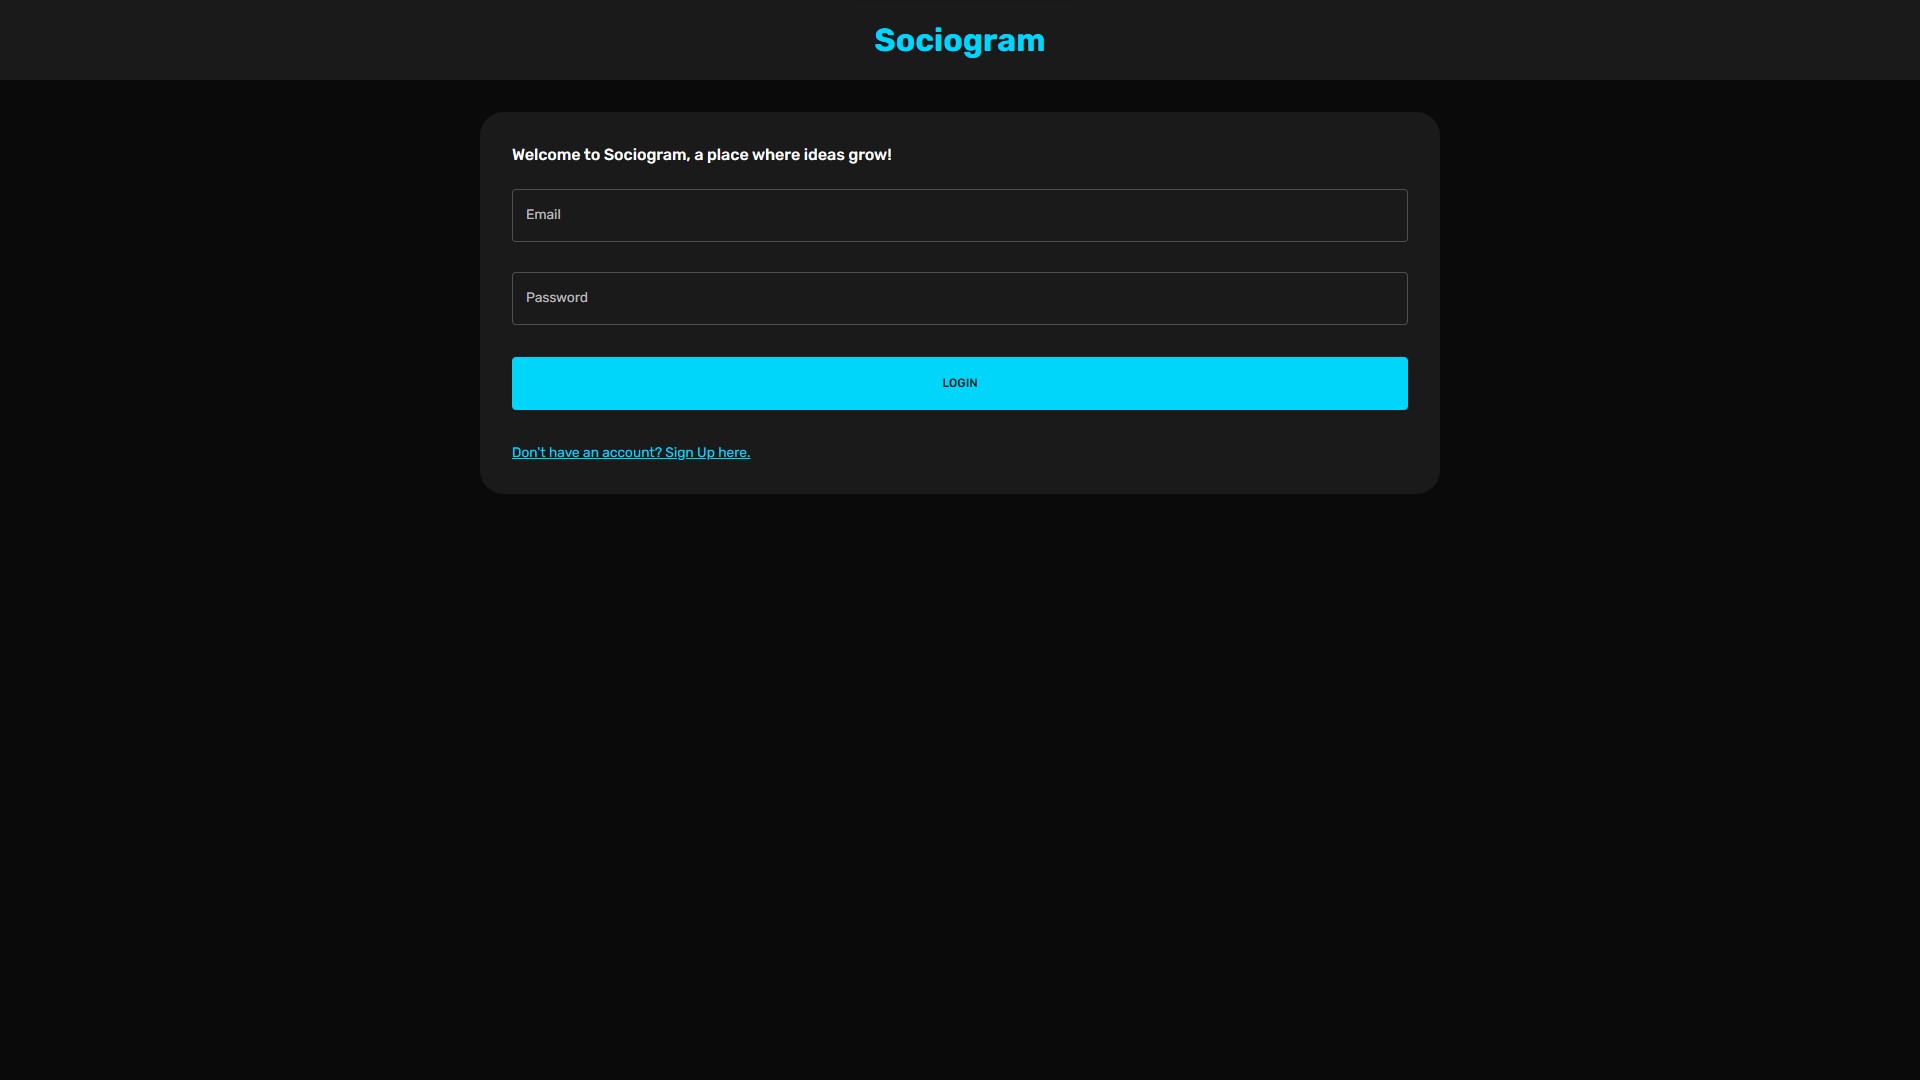 Sociogram
Welcome to Sociogram, a place where ideas grow!
Email
Password
LOGIN
Don't have an account? Sign Up here.